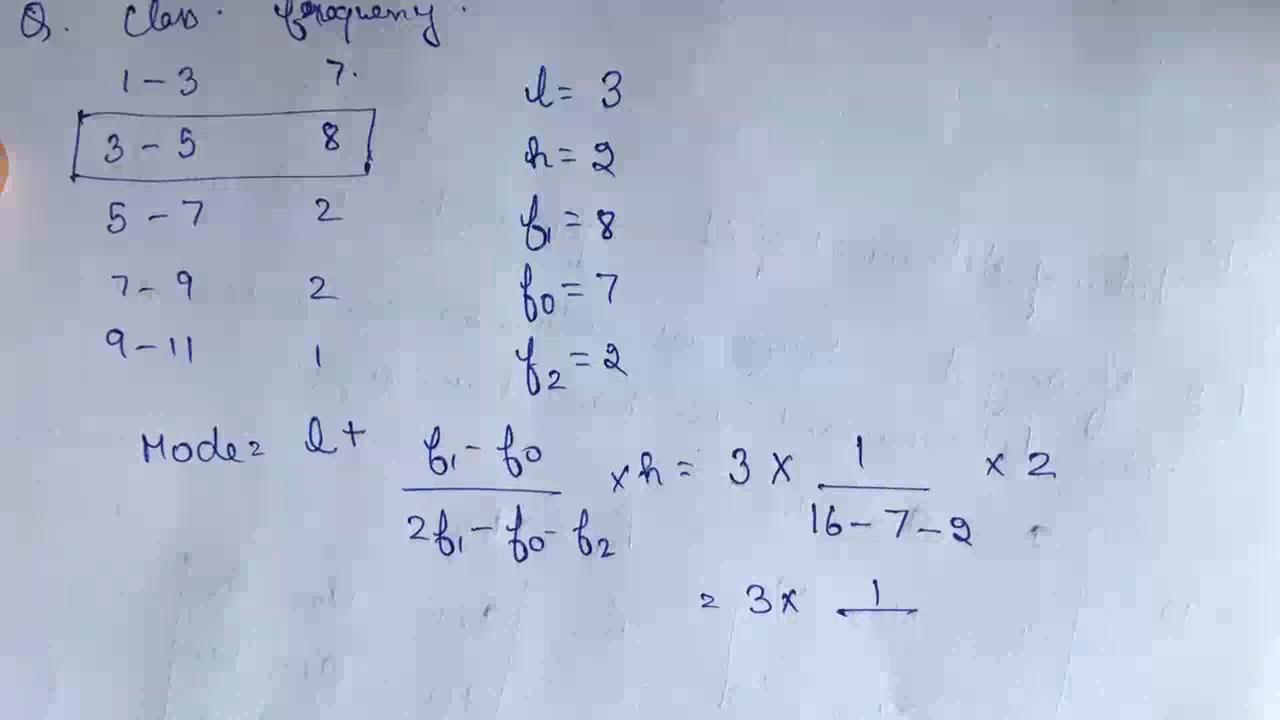 Q. Class. frequency.
1 - 3 7.
3 - 5 8
5 - 7 2
7 - 9 2
9 - 11 1
l = 3
h = 2
f₁ = 8
f₀ = 7
f₂ = 2
Mode = l + (f₁ - f₀)/(2f₁ - f₀ - f₂) × h = 3 × 1/(16 - 7 - 2) × 2
= 3 × 1/